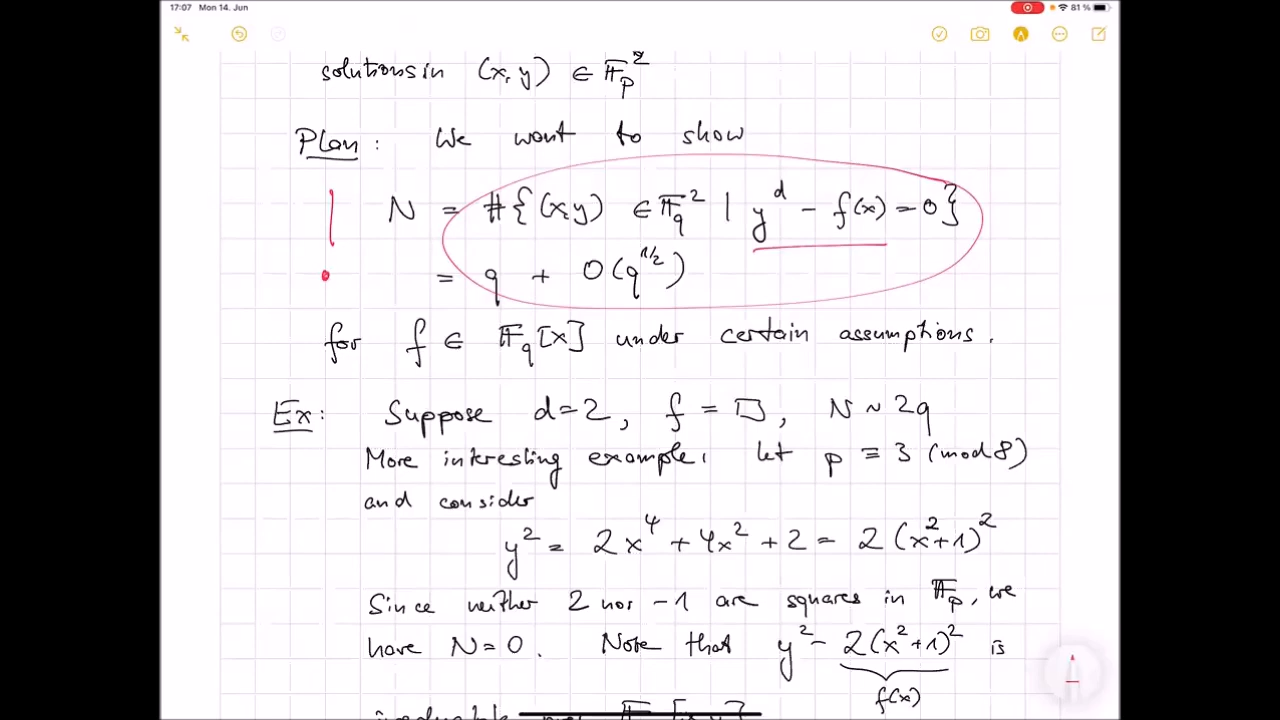 17:07 Mon 14. Jun
81 %
solutions in (x, y) ∈ 𝔽_p^2
Plan: We want to show
! N = #{(x,y) ∈ 𝔽_q^2 | y^d - f(x) = 0}
= q + O(q^{1/2})
for f ∈ 𝔽_q[x] under certain assumptions.
Ex: Suppose d=2, f = □, N ~ 2q
More interesting example. Let p ≡ 3 (mod 8)
and consider
y^2 = 2x^4 + 4x^2 + 2 = 2(x^2+1)^2
Since neither 2 nor -1 are squares in 𝔽_p, we
have N=0. Note that y^2 - 2(x^2+1)^2 is
f(x)